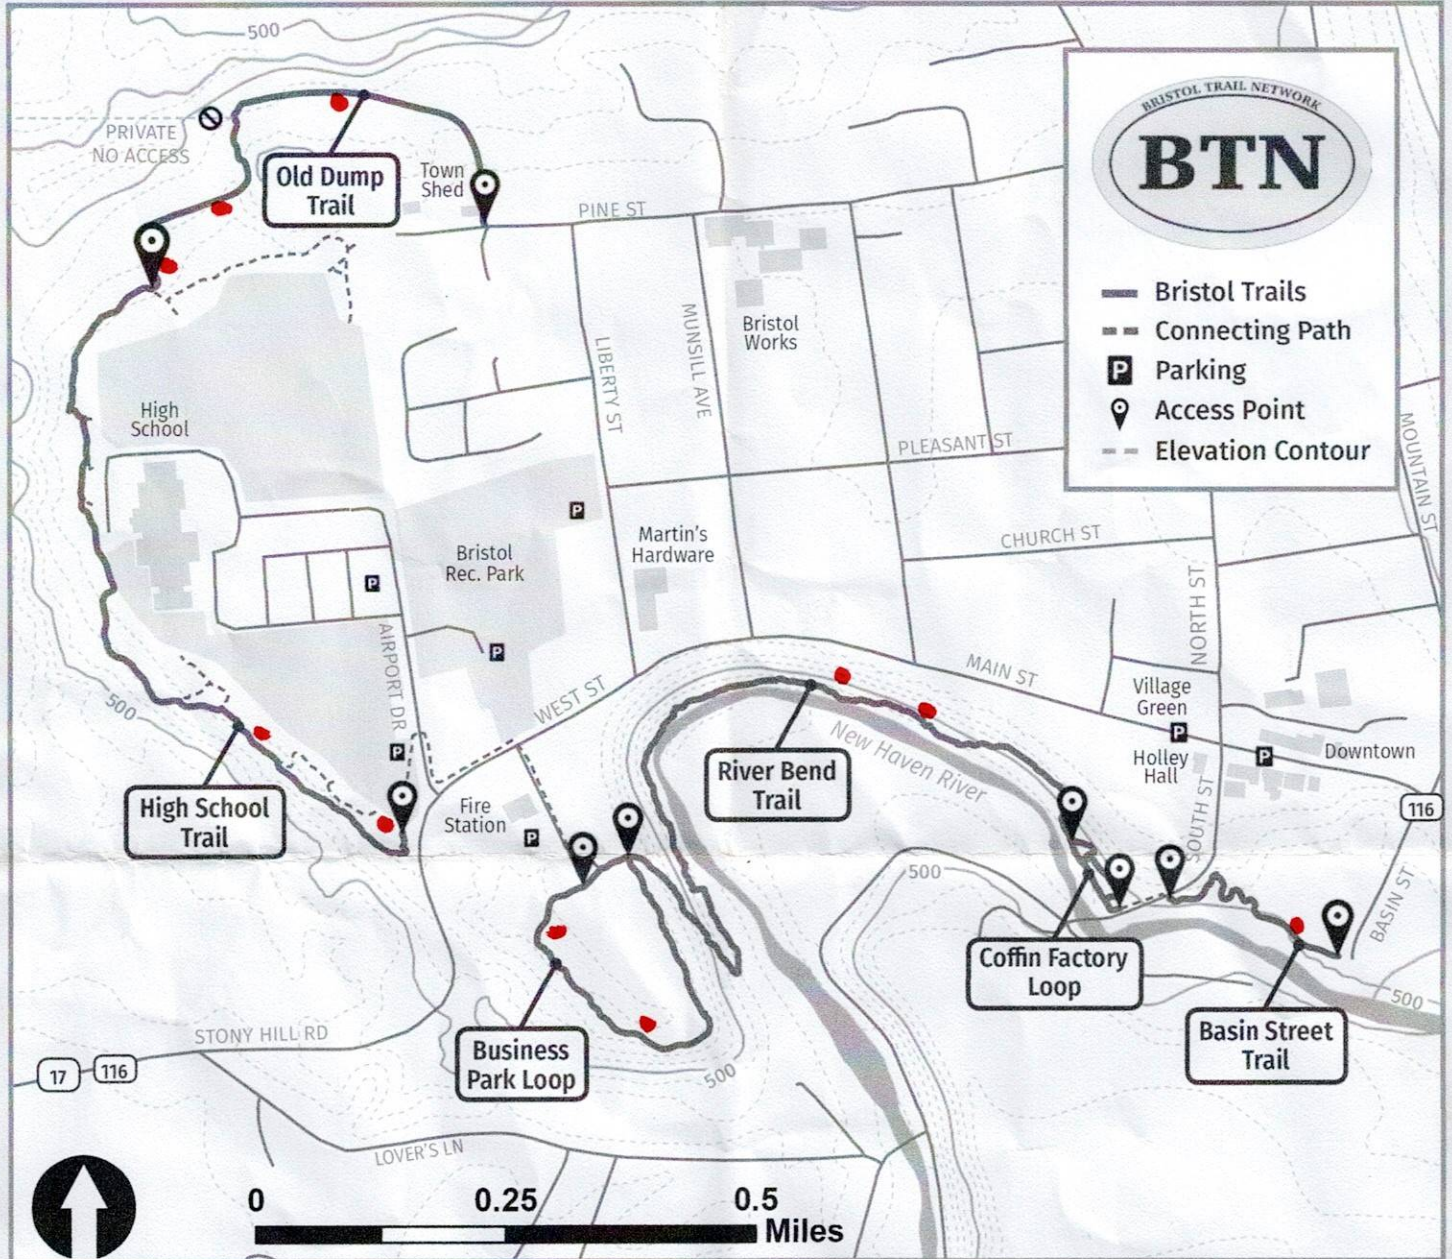 500
BRISTOL TRAIL NETWORK
BTN
Bristol Trails
Connecting Path
P
Parking
Access Point
Elevation Contour
PRIVATE
NO ACCESS
Old Dump
Trail
Town
Shed
PINE ST
Bristol
Works
LIBERTY ST
MUNSILL AVE
High
School
PLEASANT ST
MOUNTAIN ST
P
Martin's
Hardware
CHURCH ST
Bristol
Rec. Park
P
NORTH ST
AIRPORT DR
P
MAIN ST
WEST ST
500
Village
Green
P
Holley
Hall
P
Downtown
New Haven River
P
River Bend
Trail
High School
Trail
Fire
Station
P
SOUTH ST
116
500
BASIN ST
Coffin Factory
Loop
500
Basin Street
Trail
STONY HILL RD
Business
Park Loop
500
17
116
LOVER'S LN
0 0.25 0.5
Miles